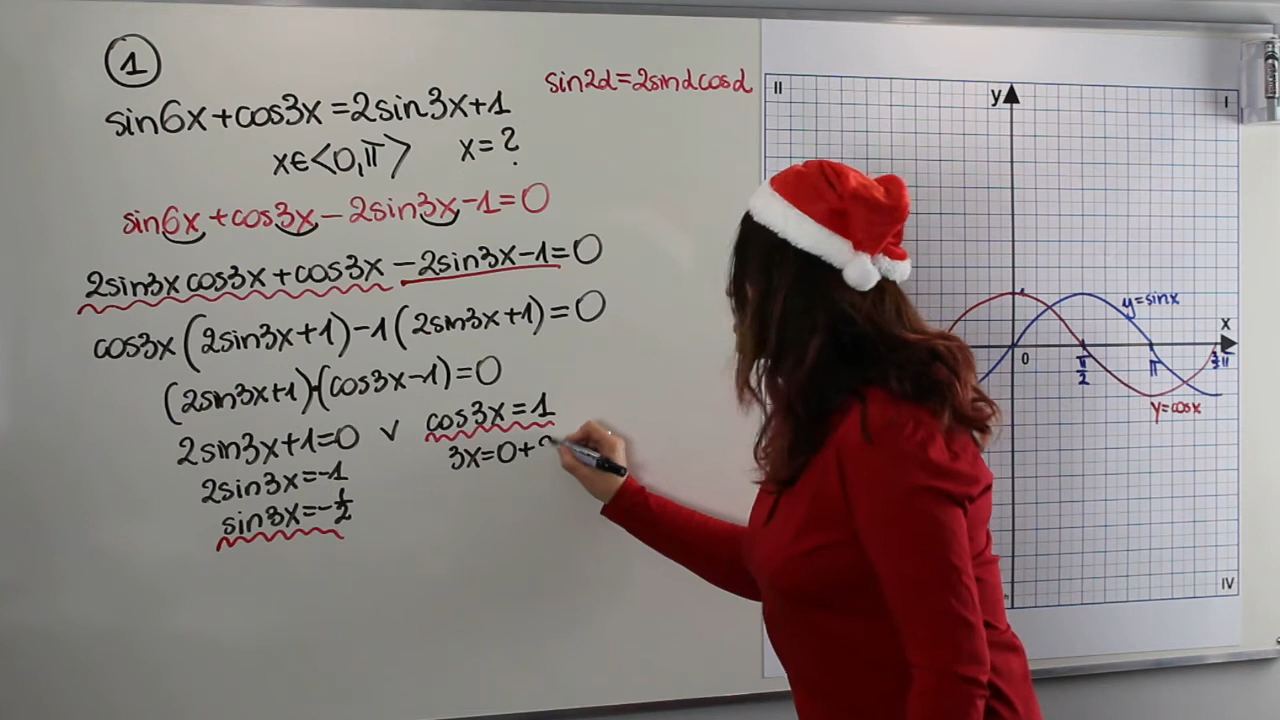 1
sin6x+cos3x=2sin3x+1
x∈<0,π> x=?
sin2α=2sinαcosα
sin6x+cos3x-2sin3x-1=0
2sin3xcos3x+cos3x-2sin3x-1=0
cos3x(2sin3x+1)-1(2sin3x+1)=0
(2sin3x+1)·(cos3x-1)=0
2sin3x+1=0 ∨ cos3x=1
2sin3x=-1
3x=0+
sin3x=-1/2
II
y
I
y=sinx
x
0
π/2
π
y=cosx
IV